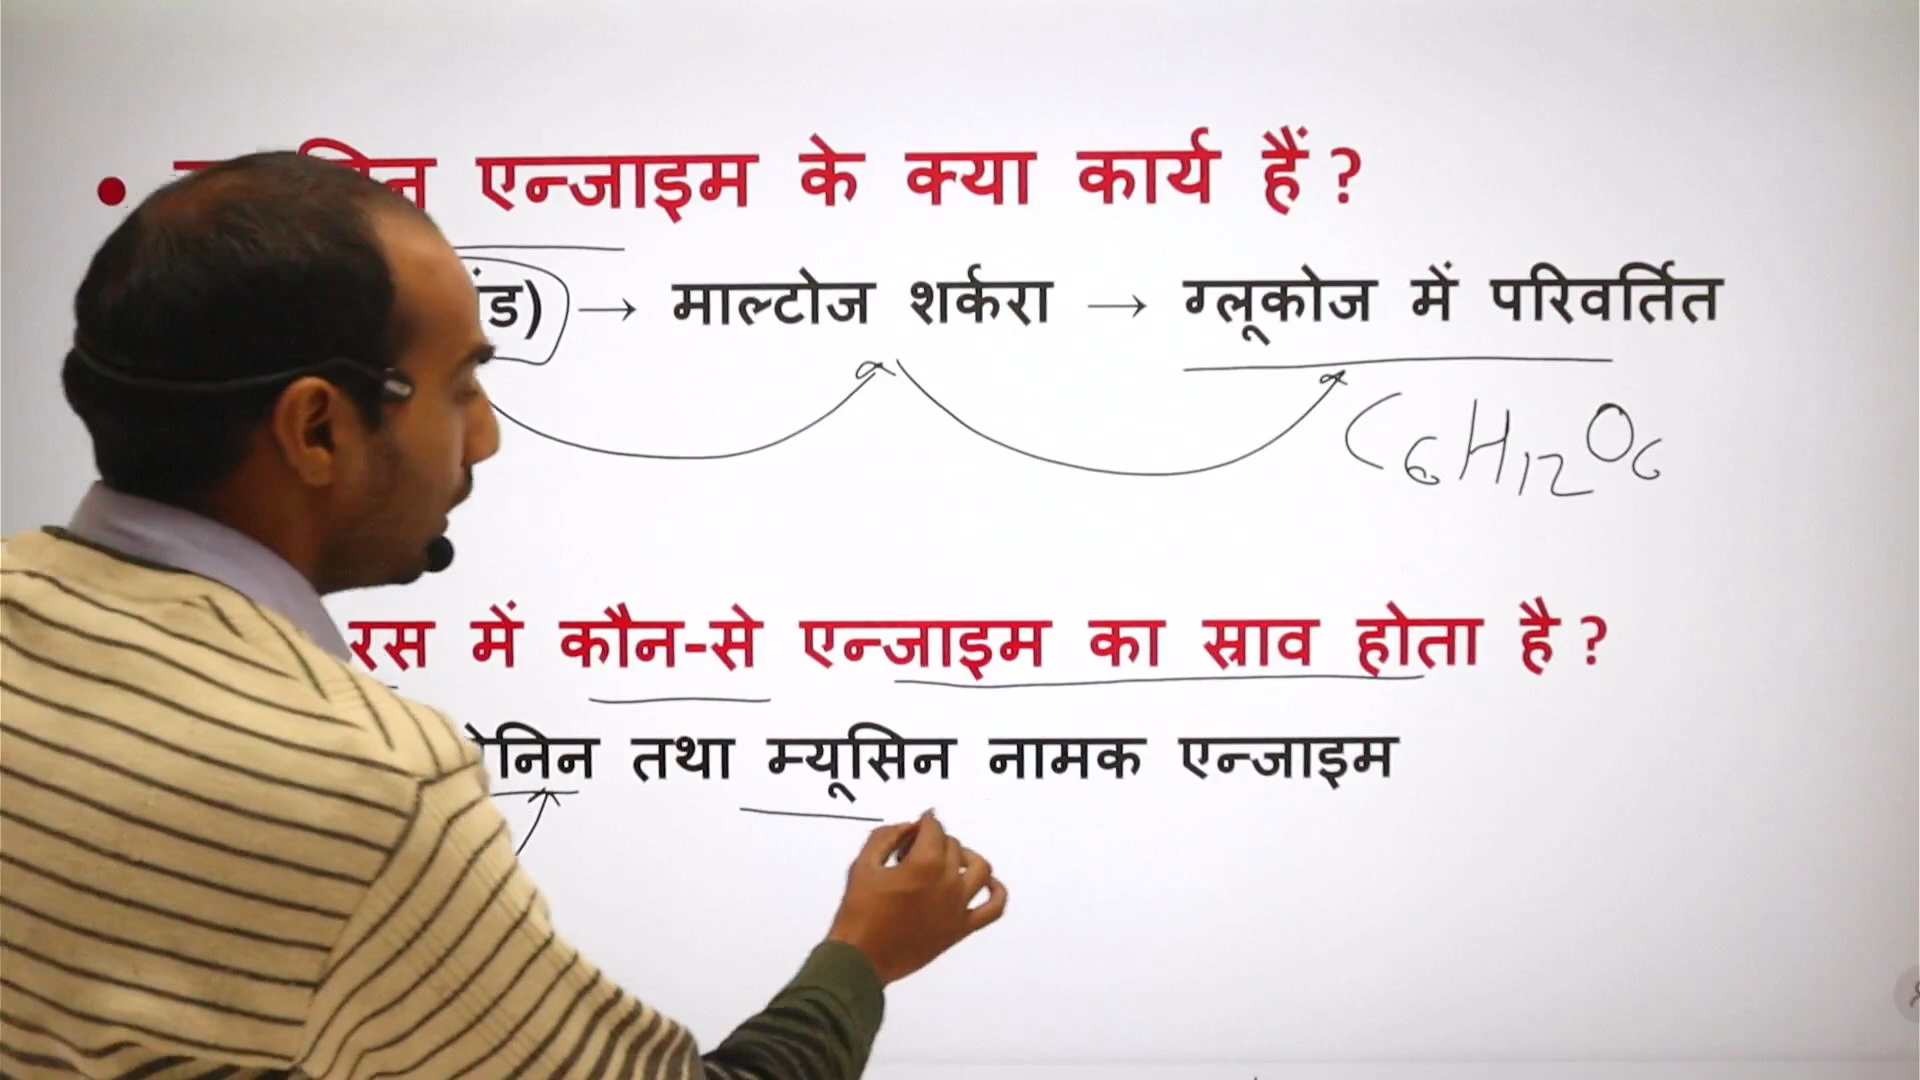 एन्जाइम के क्या कार्य हैं ?
→ माल्टोज शर्करा → ग्लूकोज में परिवर्तित
C6H12O6
रस में कौन-से एन्जाइम का स्राव होता है ?
तथा म्यूसिन नामक एन्जाइम